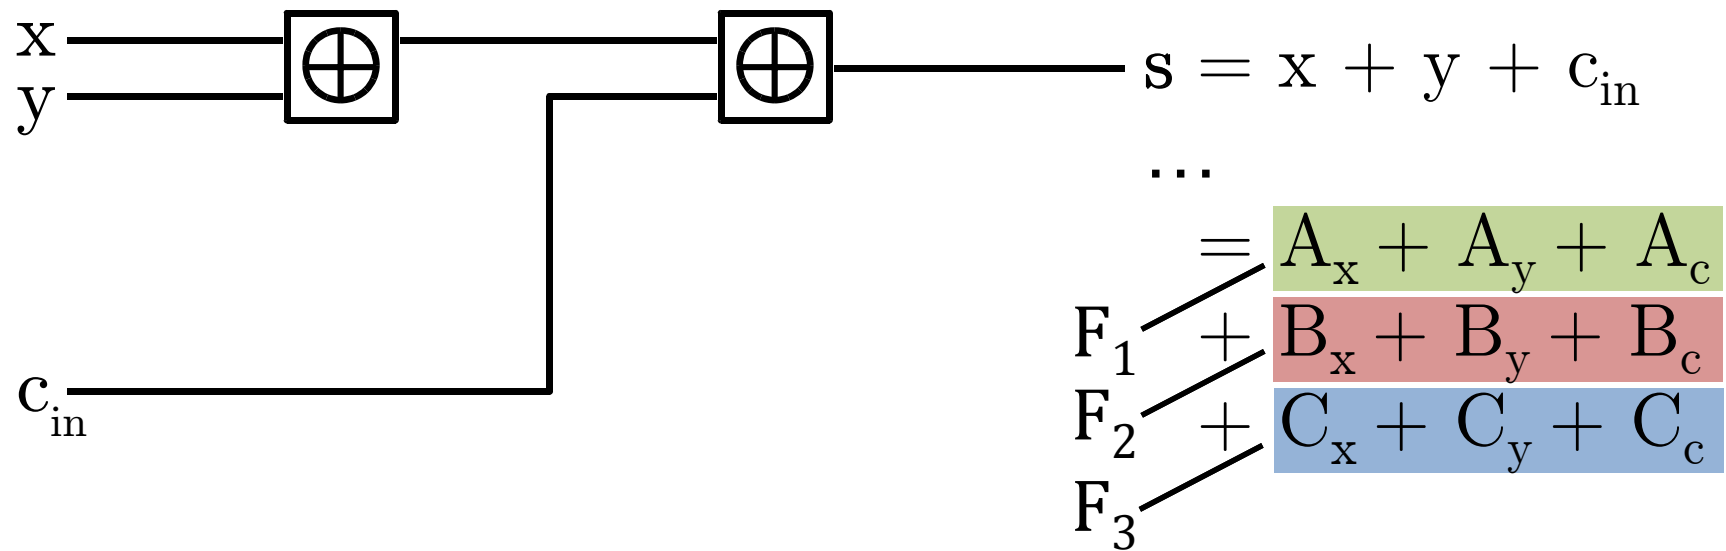 x
y
s = x + y + c_in
...
= A_x + A_y + A_c
F_1 + B_x + B_y + B_c
c_in
F_2 + C_x + C_y + C_c
F_3